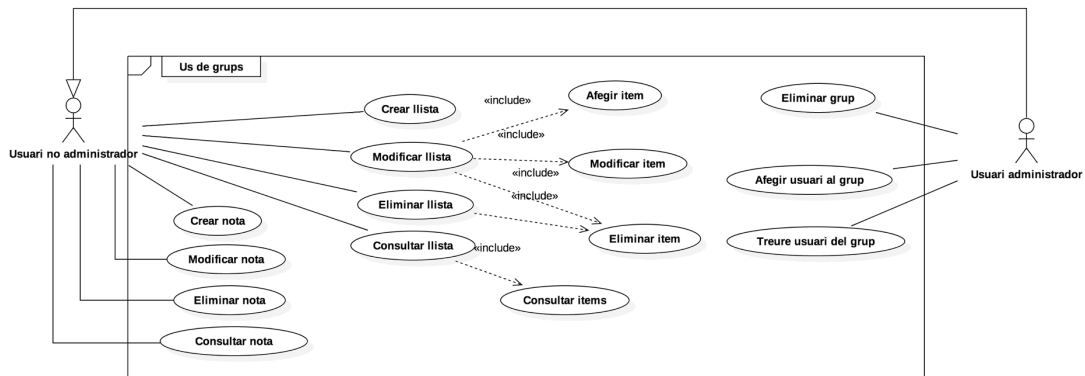 Us de grups
Crear llista
«include»
Afegir item
Eliminar grup
«include»
Usuari no administrador
Modificar llista
Modificar item
«include»
Usuari administrador
Afegir usuari al grup
Eliminar llista
Crear nota
Consultar llista
«include»
Eliminar item
Treure usuari del grup
Modificar nota
Eliminar nota
Consultar items
Consultar nota